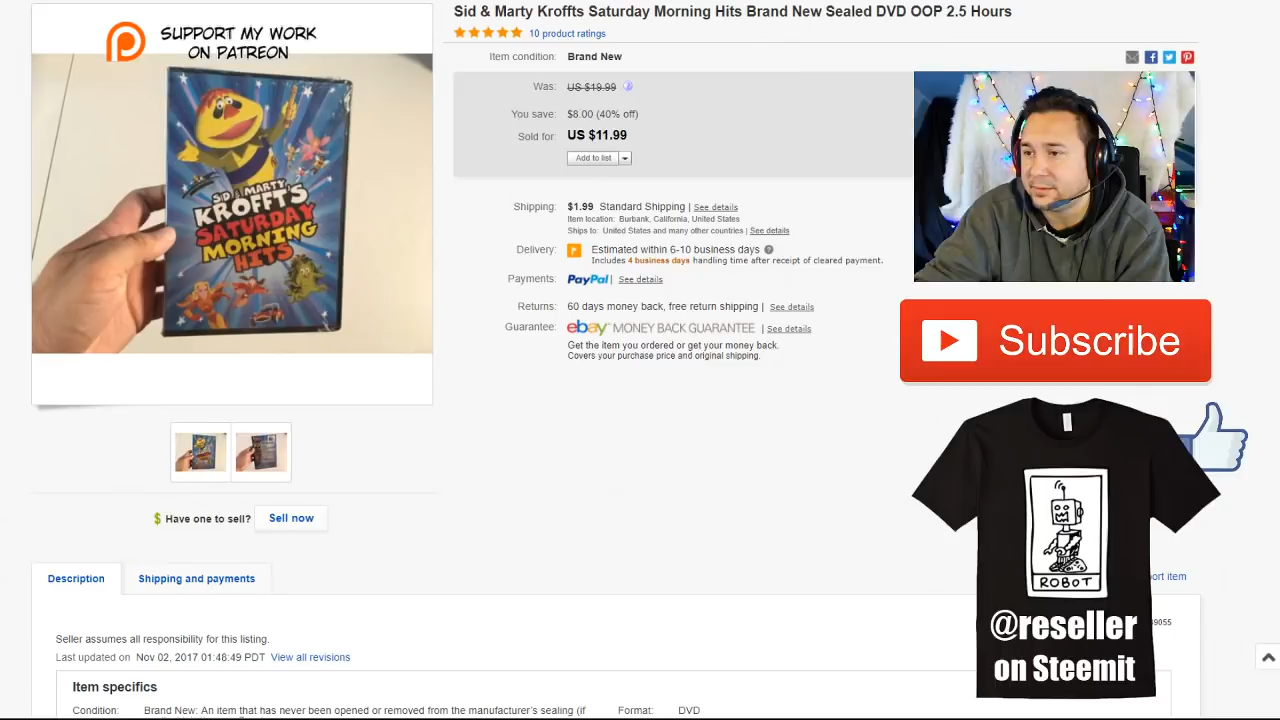 SUPPORT MY WORK
ON PATREON
SID & MARTY
KROFFT'S
SATURDAY
MORNING
HITS
Sid & Marty Kroffts Saturday Morning Hits Brand New Sealed DVD OOP 2.5 Hours
10 product ratings
Item condition: Brand New
Was: US $19.99
You save: $8.00 (40% off)
Sold for: US $11.99
Add to list
Shipping: $1.99 Standard Shipping | See details
Item location: Burbank, California, United States
Ships to: United States and many other countries | See details
Delivery: Estimated within 6-10 business days
Includes 4 business days handling time after receipt of cleared payment.
Payments: PayPal | See details
Returns: 60 days money back, free return shipping | See details
Guarantee: ebay MONEY BACK GUARANTEE | See details
Get the item you ordered or get your money back.
Covers your purchase price and original shipping.
Subscribe
$ Have one to sell? Sell now
Description
Shipping and payments
ort item
ROBOT
@reseller
on Steemit
Seller assumes all responsibility for this listing.
Last updated on Nov 02, 2017 01:48:49 PDT View all revisions
Item specifics
Condition: Brand New: An item that has never been opened or removed from the manufacturer's sealing (if
Format: DVD